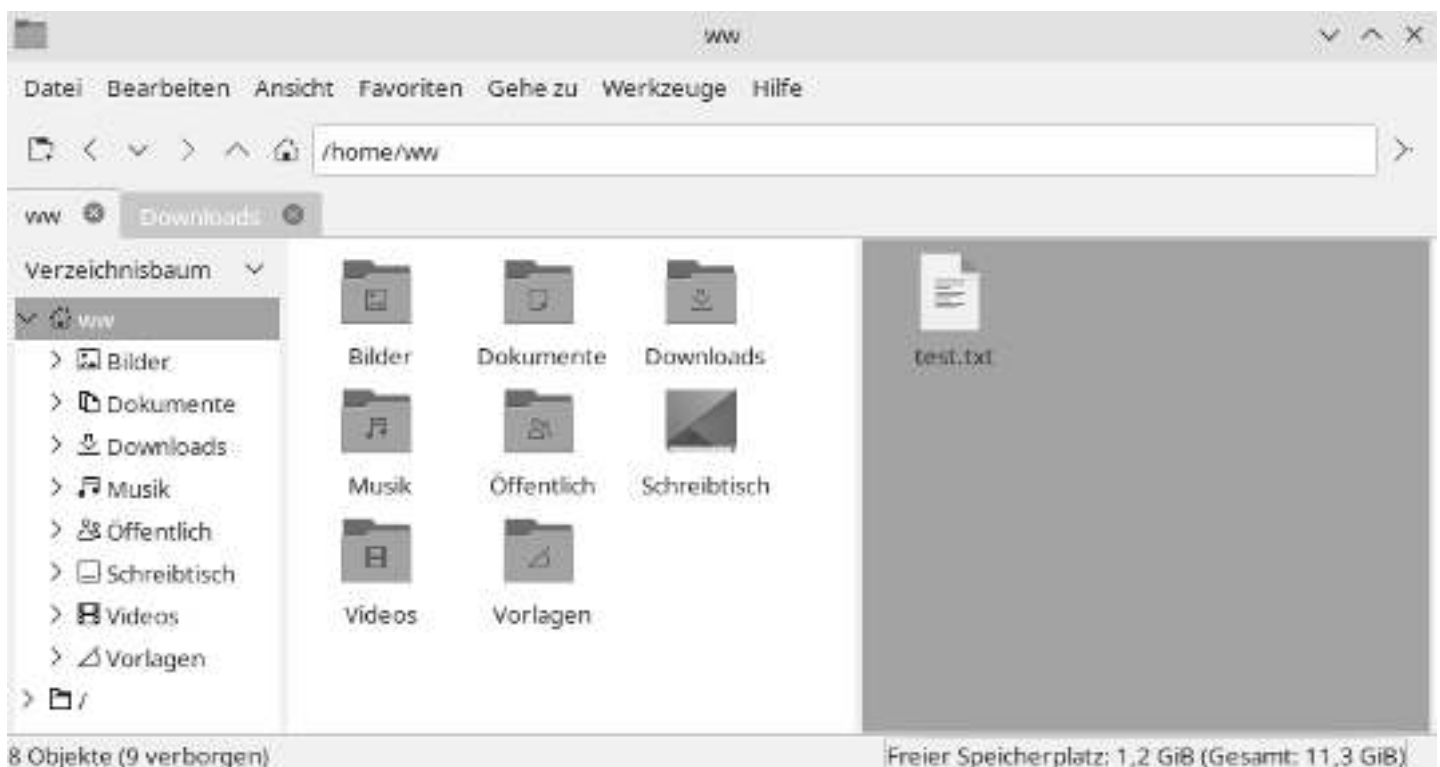 ww
Datei Bearbeiten Ansicht Favoriten Gehe zu Werkzeuge Hilfe
/home/ww
ww Downloads
Verzeichnisbaum
ww
Bilder
Dokumente
Downloads
Musik
Öffentlich
Schreibtisch
Videos
Vorlagen
/
Bilder Dokumente Downloads
Musik Öffentlich Schreibtisch
Videos Vorlagen
test.txt
8 Objekte (9 verborgen)
Freier Speicherplatz: 1,2 GiB (Gesamt: 11,3 GiB)